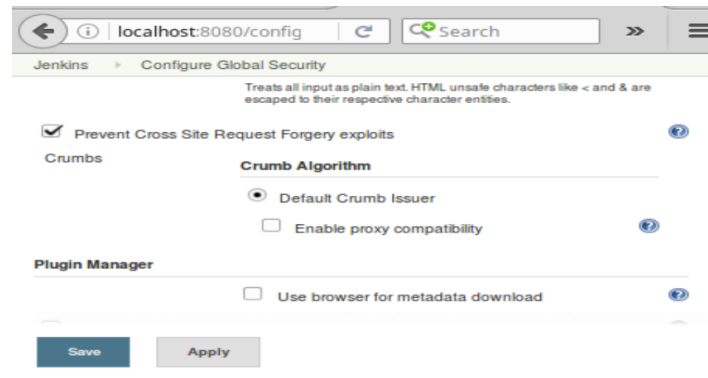 localhost:8080/config
Search
Jenkins Configure Global Security
Treats all input as plain text. HTML unsafe characters like < and & are
escaped to their respective character entities.
Prevent Cross Site Request Forgery exploits
Crumbs
Crumb Algorithm
Default Crumb Issuer
Enable proxy compatibility
Plugin Manager
Use browser for metadata download
Save Apply